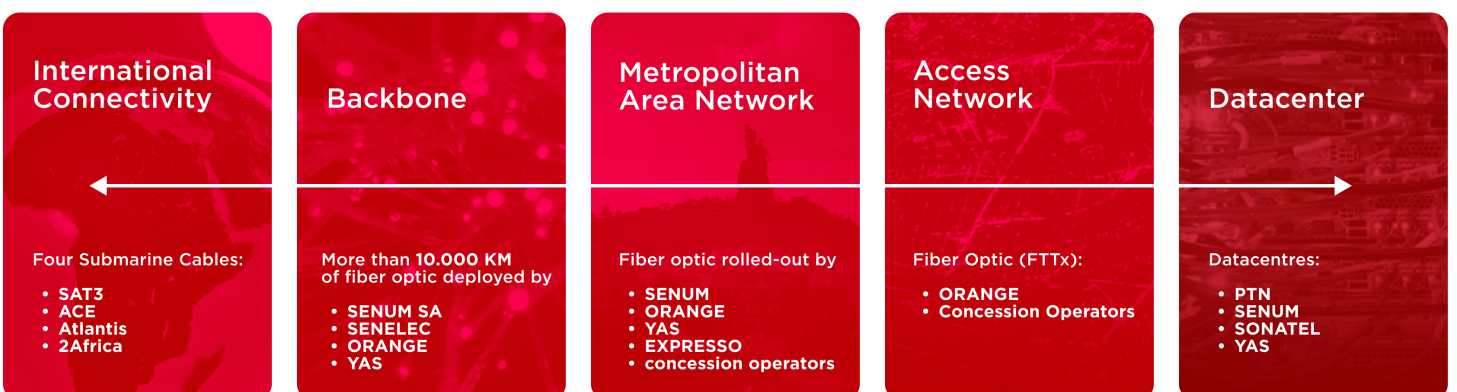 International
Connectivity
Four Submarine Cables:
• SAT3
• ACE
• Atlantis
• 2Africa
Backbone
More than 10.000 KM
of fiber optic deployed by
• SENUM SA
• SENELEC
• ORANGE
• YAS
Metropolitan
Area Network
Fiber optic rolled-out by
• SENUM
• ORANGE
• YAS
• EXPRESSO
• concession operators
Access
Network
Fiber Optic (FTTx):
• ORANGE
• Concession Operators
Datacenter
Datacentres:
• PTN
• SENUM
• SONATEL
• YAS